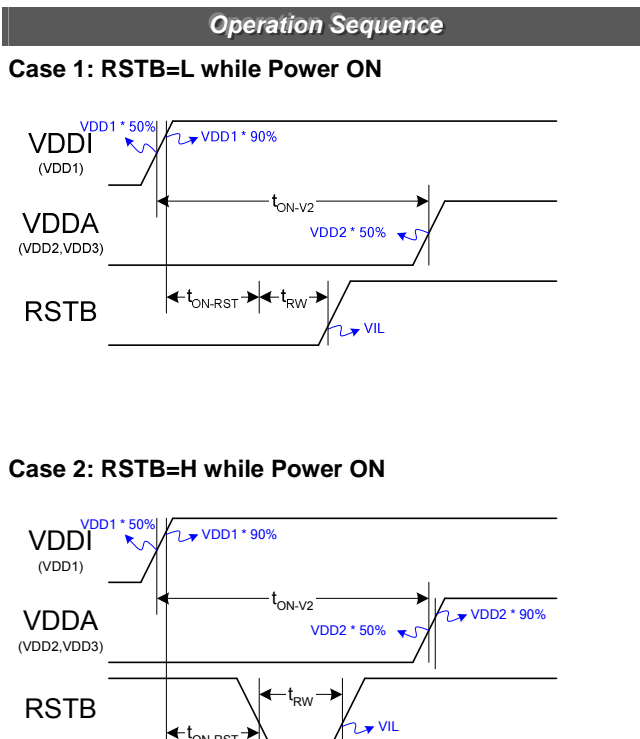 Operation Sequence
Case 1: RSTB=L while Power ON
VDD1 * 50%
VDD1 * 90%
VDDI
(VDD1)
tON-V2
VDDA
VDD2 * 50%
(VDD2,VDD3)
tON-RST
tRW
RSTB
VIL
Case 2: RSTB=H while Power ON
VDD1 * 50%
VDD1 * 90%
VDDI
(VDD1)
tON-V2
VDD2 * 90%
VDDA
VDD2 * 50%
(VDD2,VDD3)
tRW
RSTB
VIL
tON-RST